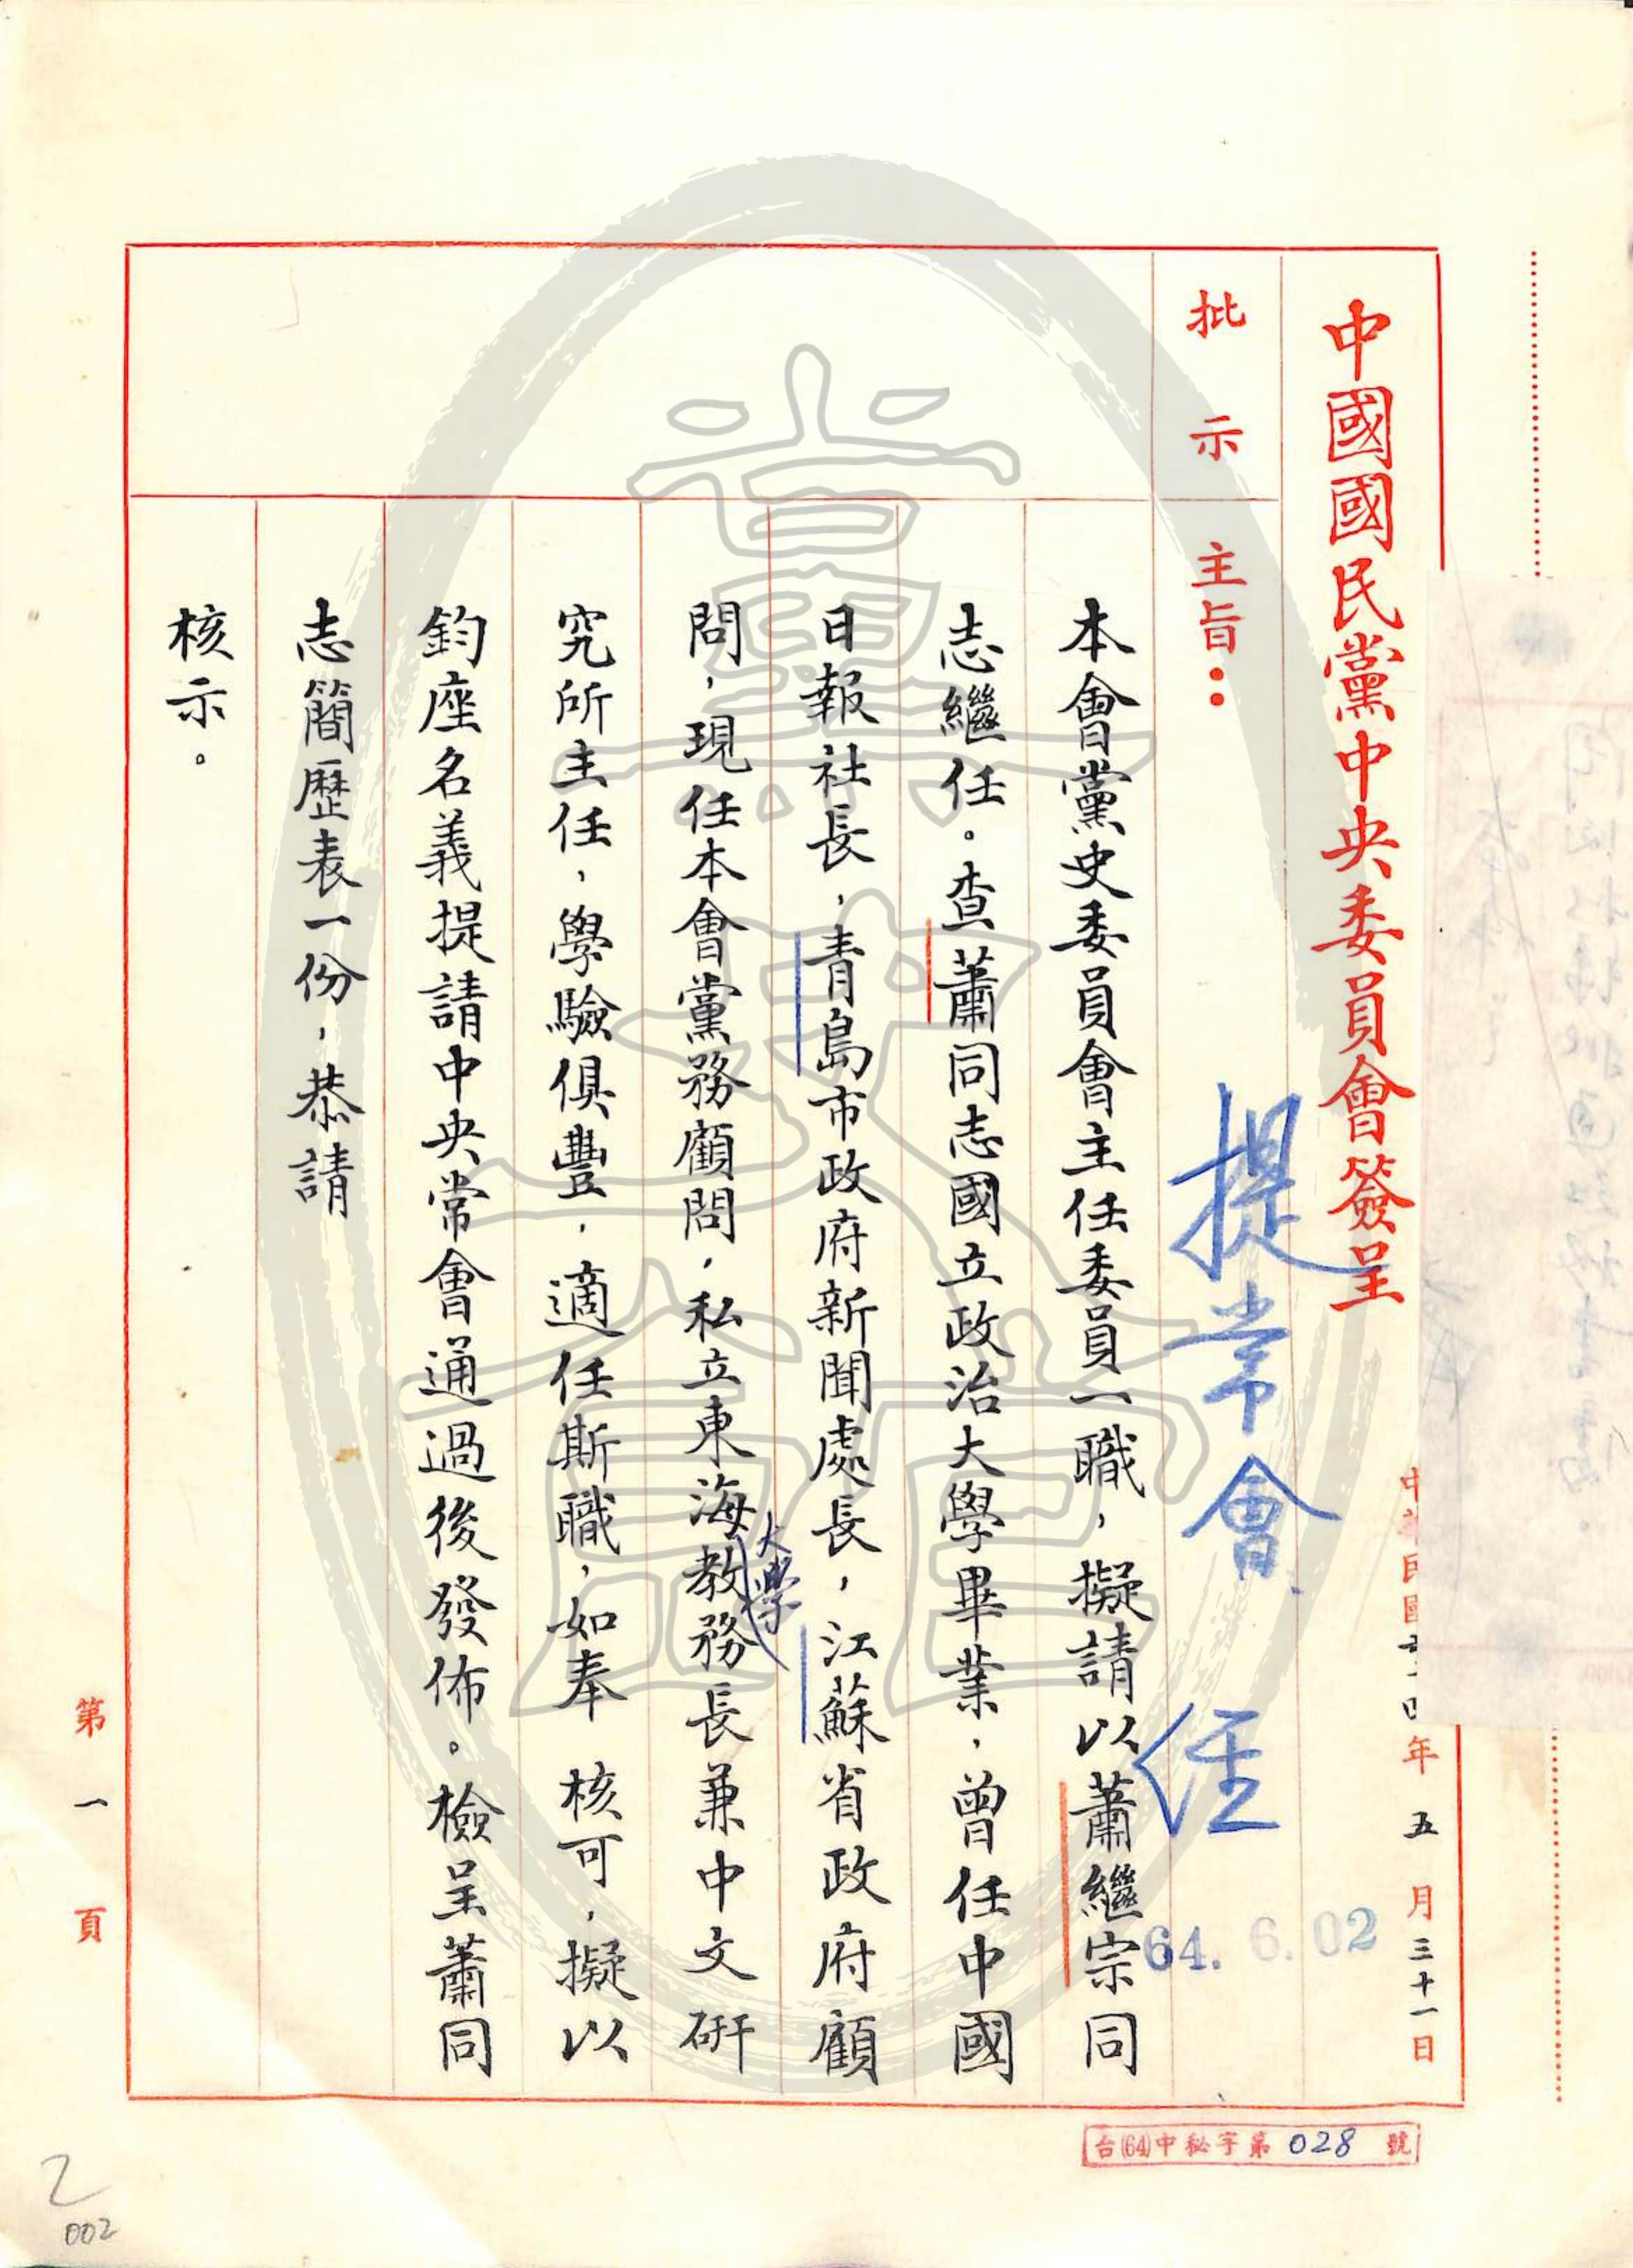 中國國民黨中央委員會簽呈
中華民國六十四年五月三十一日
批示
主旨：
提常會
64. 6. 02
本會黨史委員會主任委員一職，擬請以蕭繼宗同
志繼任。查蕭同志國立政治大學畢業，曾任中國
日報社長，青島市政府新聞處長，江蘇省政府顧
問，現任本會黨務顧問，私立東海教務長兼中文研
大學
究所主任，學驗俱豐，適任斯職，如奉 核可，擬以
鈞座名義提請中央常會通過後發佈。檢呈蕭同
志簡歷表一份，恭請
核示。
第一頁
台(64)中秘字第 028 號
2
002
臺史館